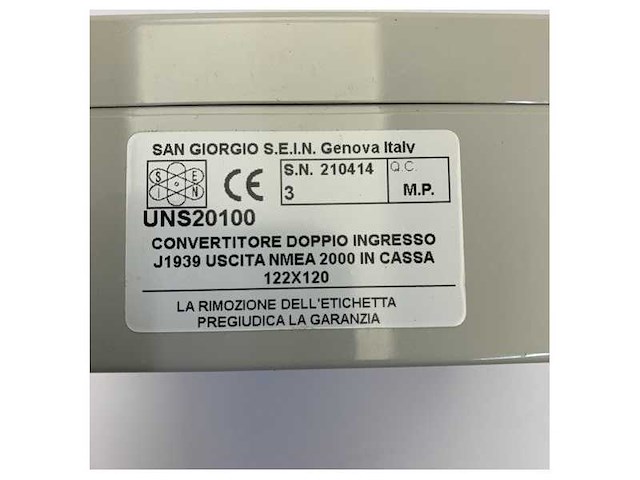 SAN GIORGIO S.E.I.N. Genova Italy
S E I N
CE
S.N. 210414
3
Q.C.
M.P.
UNS20100
CONVERTITORE DOPPIO INGRESSO
J1939 USCITA NMEA 2000 IN CASSA
122X120
LA RIMOZIONE DELL'ETICHETTA
PREGIUDICA LA GARANZIA